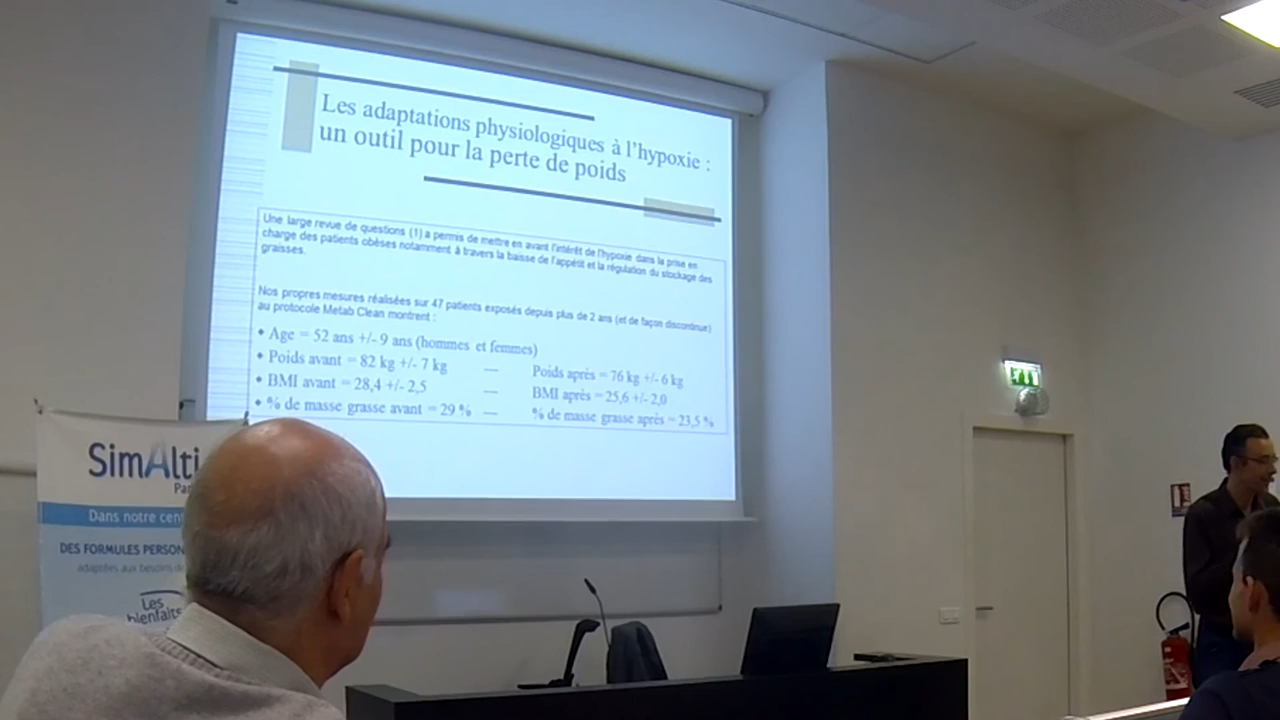 Les adaptations physiologiques à l'hypoxie :
un outil pour la perte de poids
Une large revue de questions (1) a permis de mettre en avant l'intérêt de l'hypoxie dans la prise en
charge des patients obèses notamment à travers la baisse de l'appétit et la régulation du stockage des
graisses.
Nos propres mesures réalisées sur 47 patients exposés depuis plus de 2 ans (et de façon discontinue)
au protocole Metab Clean montrent :
• Age = 52 ans +/- 9 ans (hommes et femmes)
• Poids avant = 82 kg +/- 7 kg — Poids après = 76 kg +/- 6 kg
• BMI avant = 28,4 +/- 2,5 — BMI après = 25,6 +/- 2,0
• % de masse grasse avant = 29 % — % de masse grasse après = 23,5 %
SimAlti
Par
Dans notre cent
DES FORMULES PERSON
adaptées aux besoins de
Les
bienfaits